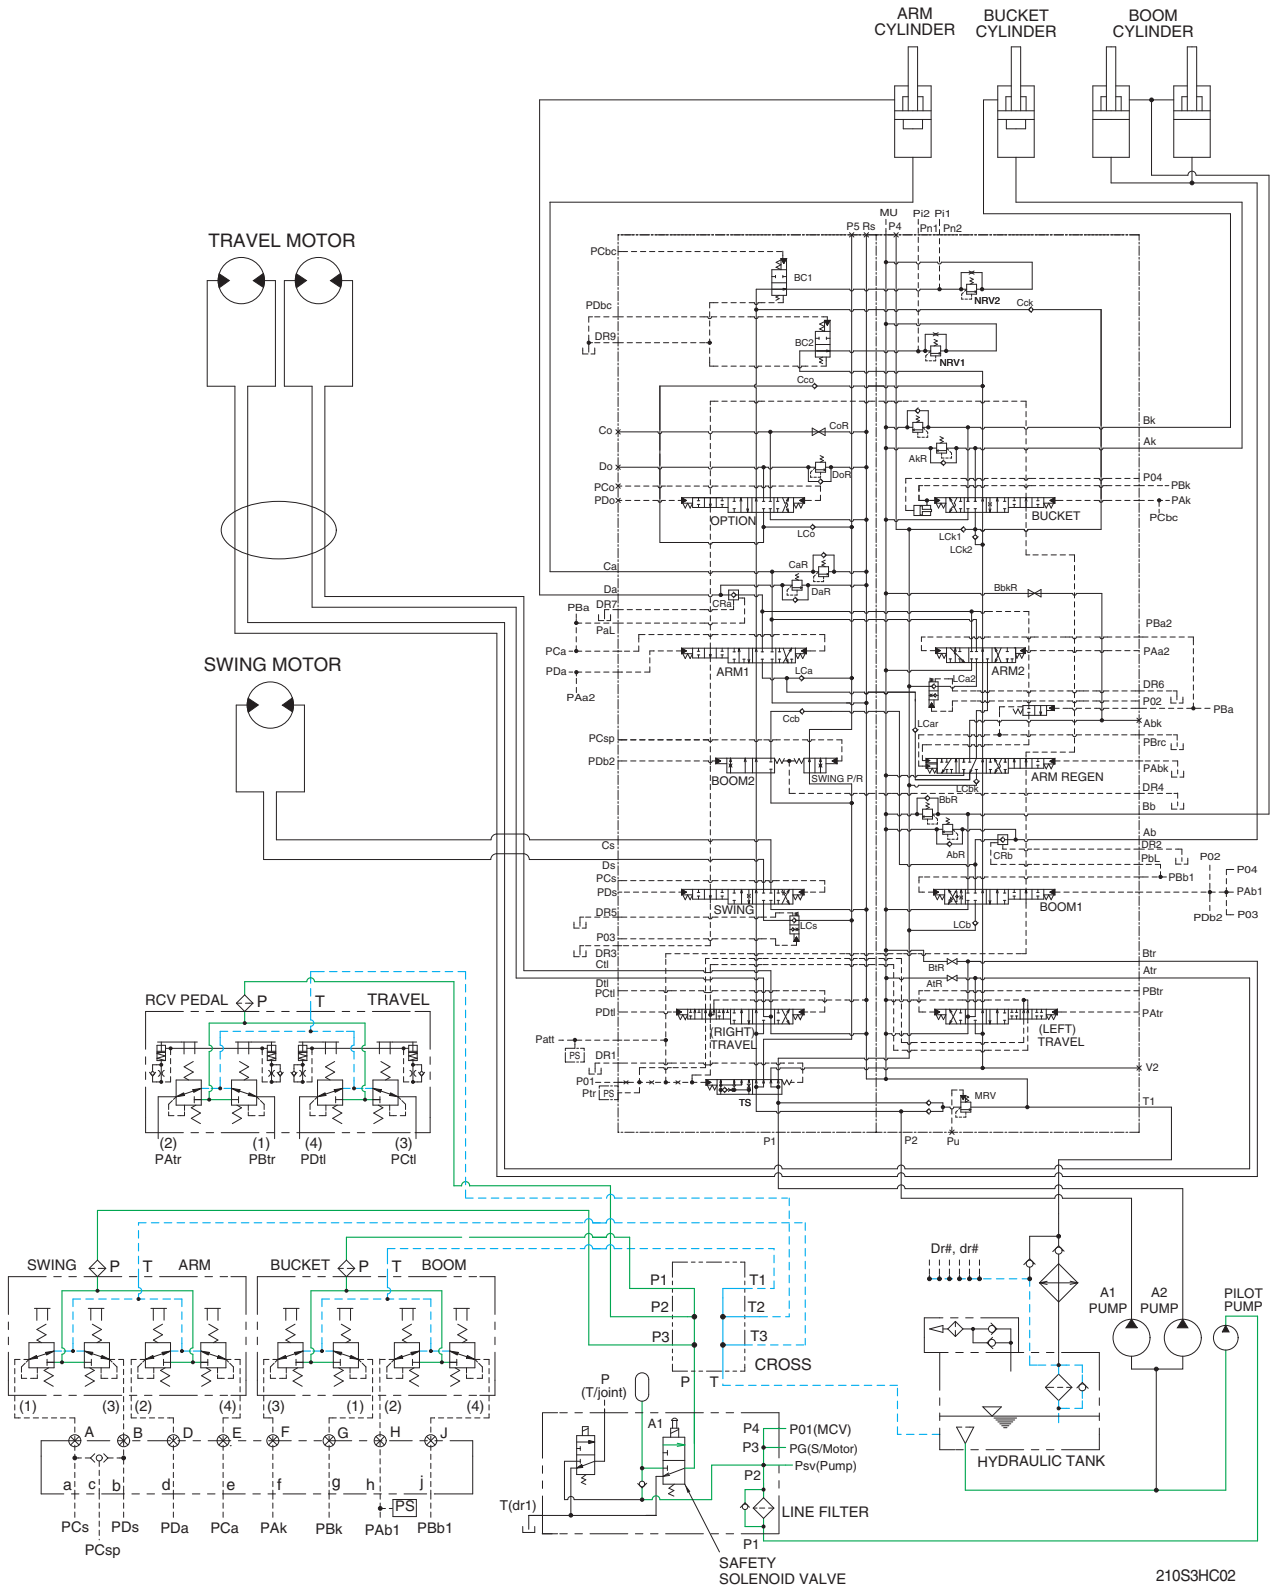 ARM
CYLINDER
BUCKET
CYLINDER
BOOM
CYLINDER
TRAVEL MOTOR
SWING MOTOR
P5 Rs
MU
P4
Pi2
Pi1
Pn1
Pn2
PCbc
BC1
NRV2
Cck
PDbc
DR9
BC2
NRV1
Cco
Co
CoR
Bk
Do
DoR
AkR
Ak
PCo
P04
PBk
PDo
PAk
PCbc
OPTION
BUCKET
LCo
LCk1
LCk2
Ca
CaR
Da
DaR
BbkR
CRa
PBa
DR7
PaL
PBa2
PCa
PAa2
PDa
ARM1
LCa
ARM2
PAa2
LCa2
DR6
P02
PBa
Ccb
LCar
Abk
PCsp
PBrc
PDb2
BOOM2
SWING P/R
ARM REGEN
PAbk
LCbk
DR4
BbR
Bb
Cs
AbR
CRb
Ab
DR2
Ds
PbL
P02
PCs
PBb1
P04
PDs
PAb1
SWING
BOOM1
PDb2
P03
DR5
LCs
LCb
P03
DR3
Ctl
BtR
Btr
Dtl
AtR
Atr
PCtl
PBtr
PDtl
PAtr
(RIGHT)
TRAVEL
(LEFT)
TRAVEL
Patt
PS
DR1
V2
P01
Ptr
PS
TS
MRV
T1
P1
P2
Pu
RCV PEDAL
P
T
TRAVEL
(2)
(1)
(4)
(3)
PAtr
PBtr
PDtl
PCtl
SWING
P
T
ARM
BUCKET
P
T
BOOM
(1)
(3)
(2)
(4)
(3)
(1)
(2)
(4)
A
B
D
E
F
G
H
J
a
c
b
d
e
f
g
h
j
PS
PCs
PDs
PDa
PCa
PAk
PBk
PAb1
PBb1
PCsp
P1
T1
P2
T2
P3
T3
CROSS
P
T
P
(T/joint)
A1
P4
P01(MCV)
P3
PG(S/Motor)
Psv(Pump)
P2
T(dr1)
LINE FILTER
P1
SAFETY
SOLENOID VALVE
Dr#, dr#
A1
PUMP
A2
PUMP
PILOT
PUMP
HYDRAULIC TANK
210S3HC02